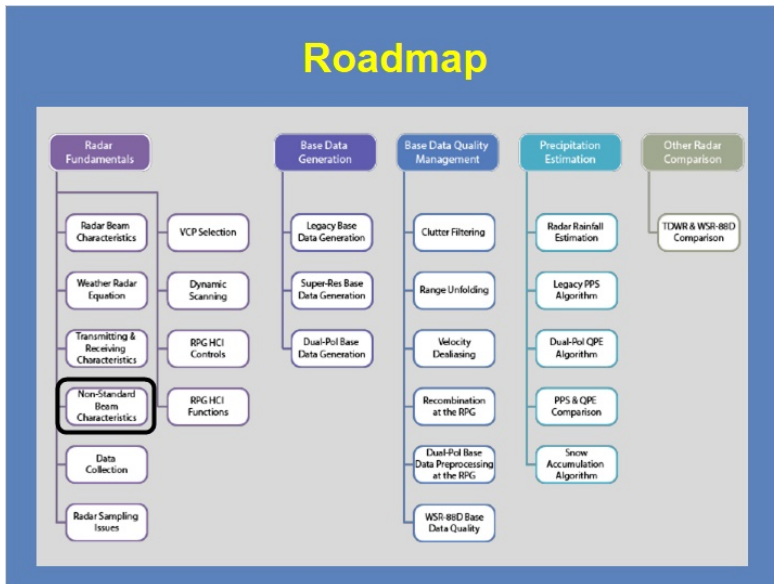 Roadmap
Radar
Fundamentals
Radar Beam
Characteristics
Weather Radar
Equation
Transmitting &
Receiving
Characteristics
Non-Standard
Beam
Characteristics
Data
Collection
Radar Sampling
Issues
VCP Selection
Dynamic
Scanning
RPG HCI
Controls
RPG HCI
Functions
Base Data
Generation
Legacy Base
Data Generation
Super-Res Base
Data Generation
Dual-Pol Base
Data Generation
Base Data Quality
Management
Clutter Filtering
Range Unfolding
Velocity
Dealiasing
Recombination
at the RPG
Dual-Pol Base
Data Preprocessing
at the RPG
WSR-88D Base
Data Quality
Precipitation
Estimation
Radar Rainfall
Estimation
Legacy PPS
Algorithm
Dual-Pol QPE
Algorithm
PPS & QPE
Comparison
Snow
Accumulation
Algorithm
Other Radar
Comparison
TDWR & WSR-88D
Comparison